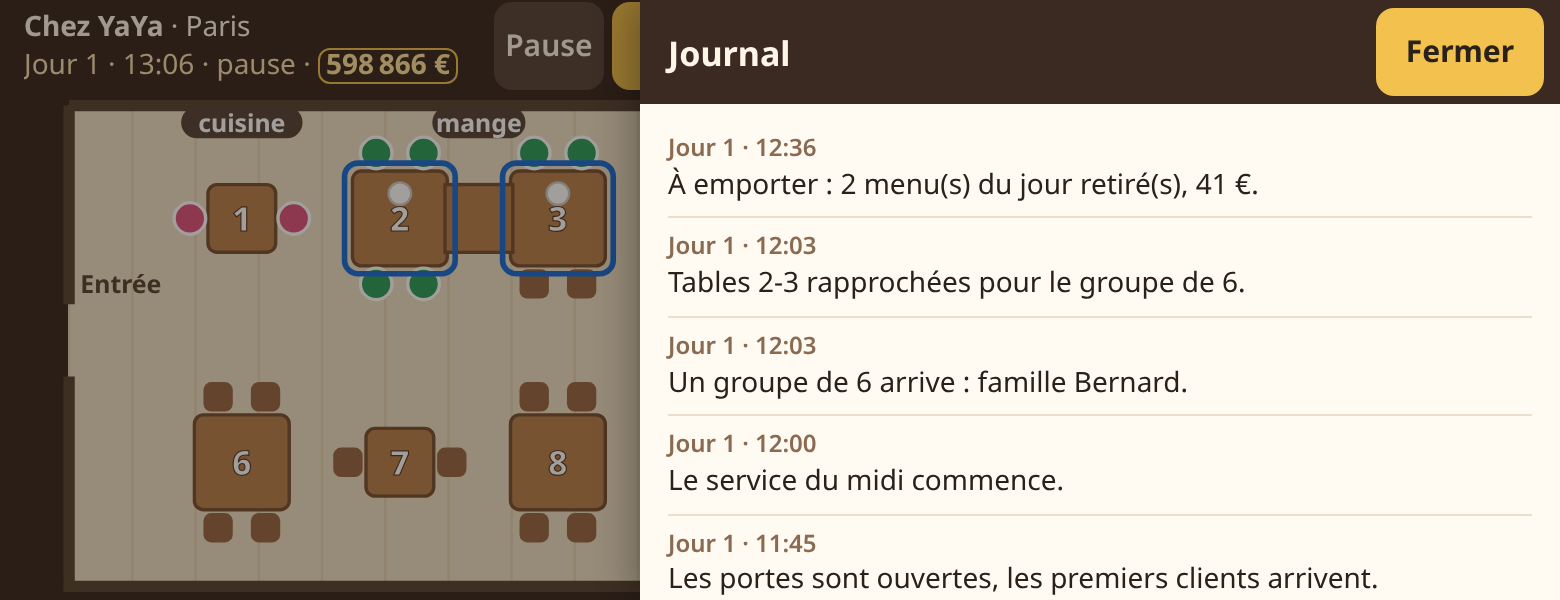 Chez YaYa · Paris
Jour 1 · 13:06 · pause · 598 866 €
Pause
cuisine
mange
1
2
3
Entrée
6
7
8
Journal
Fermer
Jour 1 · 12:36
À emporter : 2 menu(s) du jour retiré(s), 41 €.
Jour 1 · 12:03
Tables 2-3 rapprochées pour le groupe de 6.
Jour 1 · 12:03
Un groupe de 6 arrive : famille Bernard.
Jour 1 · 12:00
Le service du midi commence.
Jour 1 · 11:45
Les portes sont ouvertes, les premiers clients arrivent.